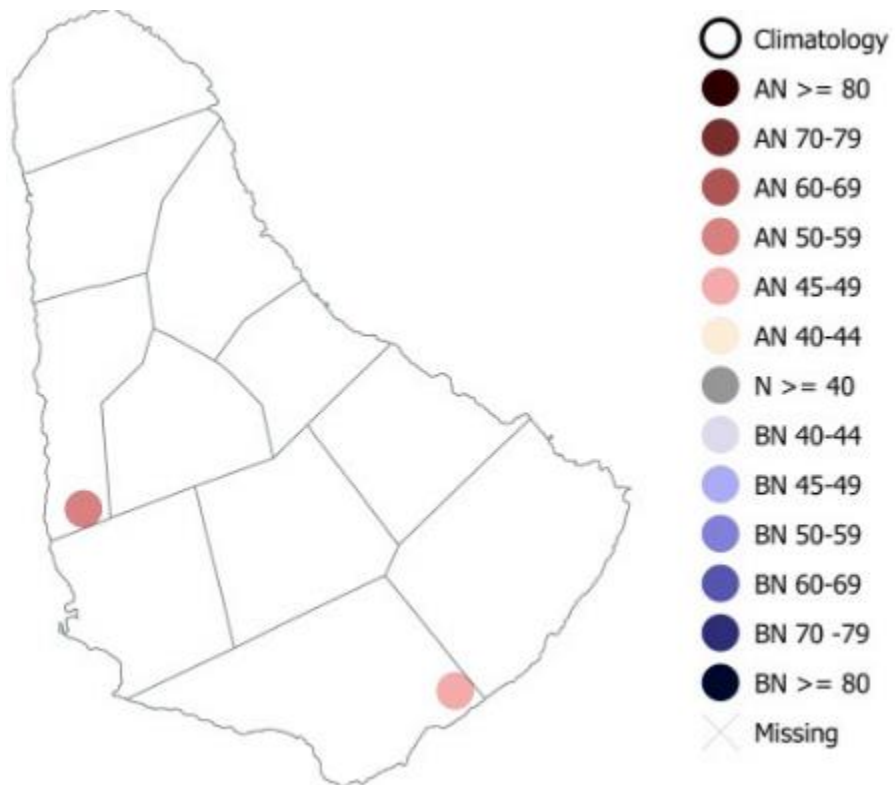 Climatology
AN >= 80
AN 70-79
AN 60-69
AN 50-59
AN 45-49
AN 40-44
N >= 40
BN 40-44
BN 45-49
BN 50-59
BN 60-69
BN 70 -79
BN >= 80
Missing